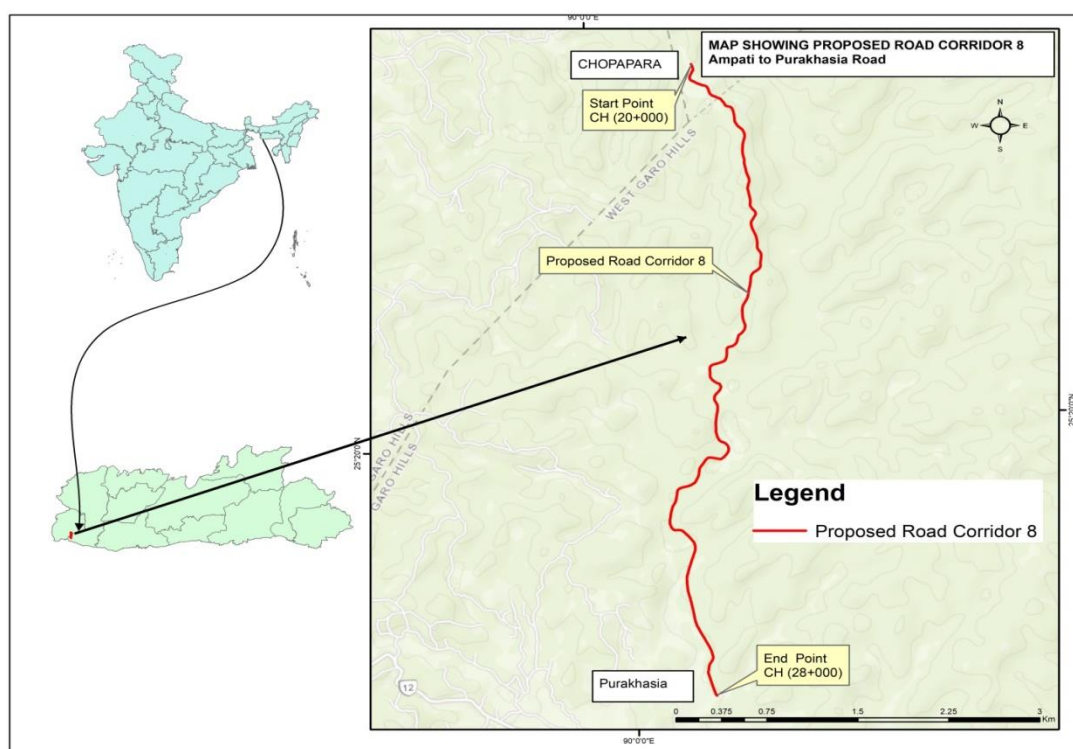 90°0'0"E
MAP SHOWING PROPOSED ROAD CORRIDOR 8
Ampati to Purakhasia Road
CHOPAPARA
Start Point
CH (20+000)
N
W E
S
WEST GARO HILLS
Proposed Road Corridor 8
25°20'0"N
GARO HILLS
GARO HILLS
25°20'0"N
Legend
Proposed Road Corridor 8
End Point
CH (28+000)
Purakhasia
12
0 0.375 0.75 1.5 2.25 3
Km
90°0'0"E